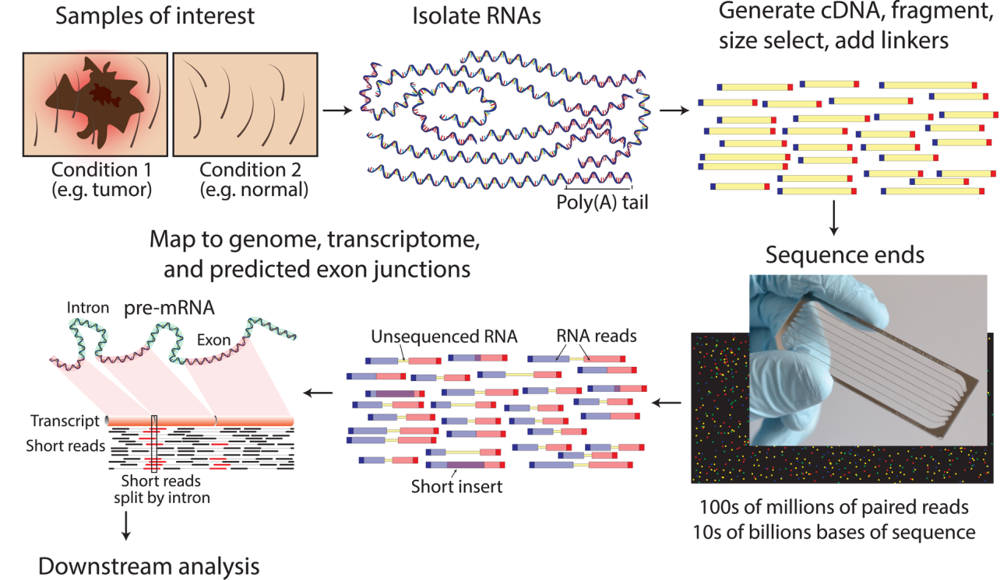 Samples of interest
Isolate RNAs
Generate cDNA, fragment,
size select, add linkers
Condition 1
(e.g. tumor)
Condition 2
(e.g. normal)
Poly(A) tail
Sequence ends
100s of millions of paired reads
10s of billions bases of sequence
Map to genome, transcriptome,
and predicted exon junctions
Unsequenced RNA
RNA reads
Short insert
Intron
pre-mRNA
Exon
Transcript
Short reads
Short reads
split by intron
Downstream analysis